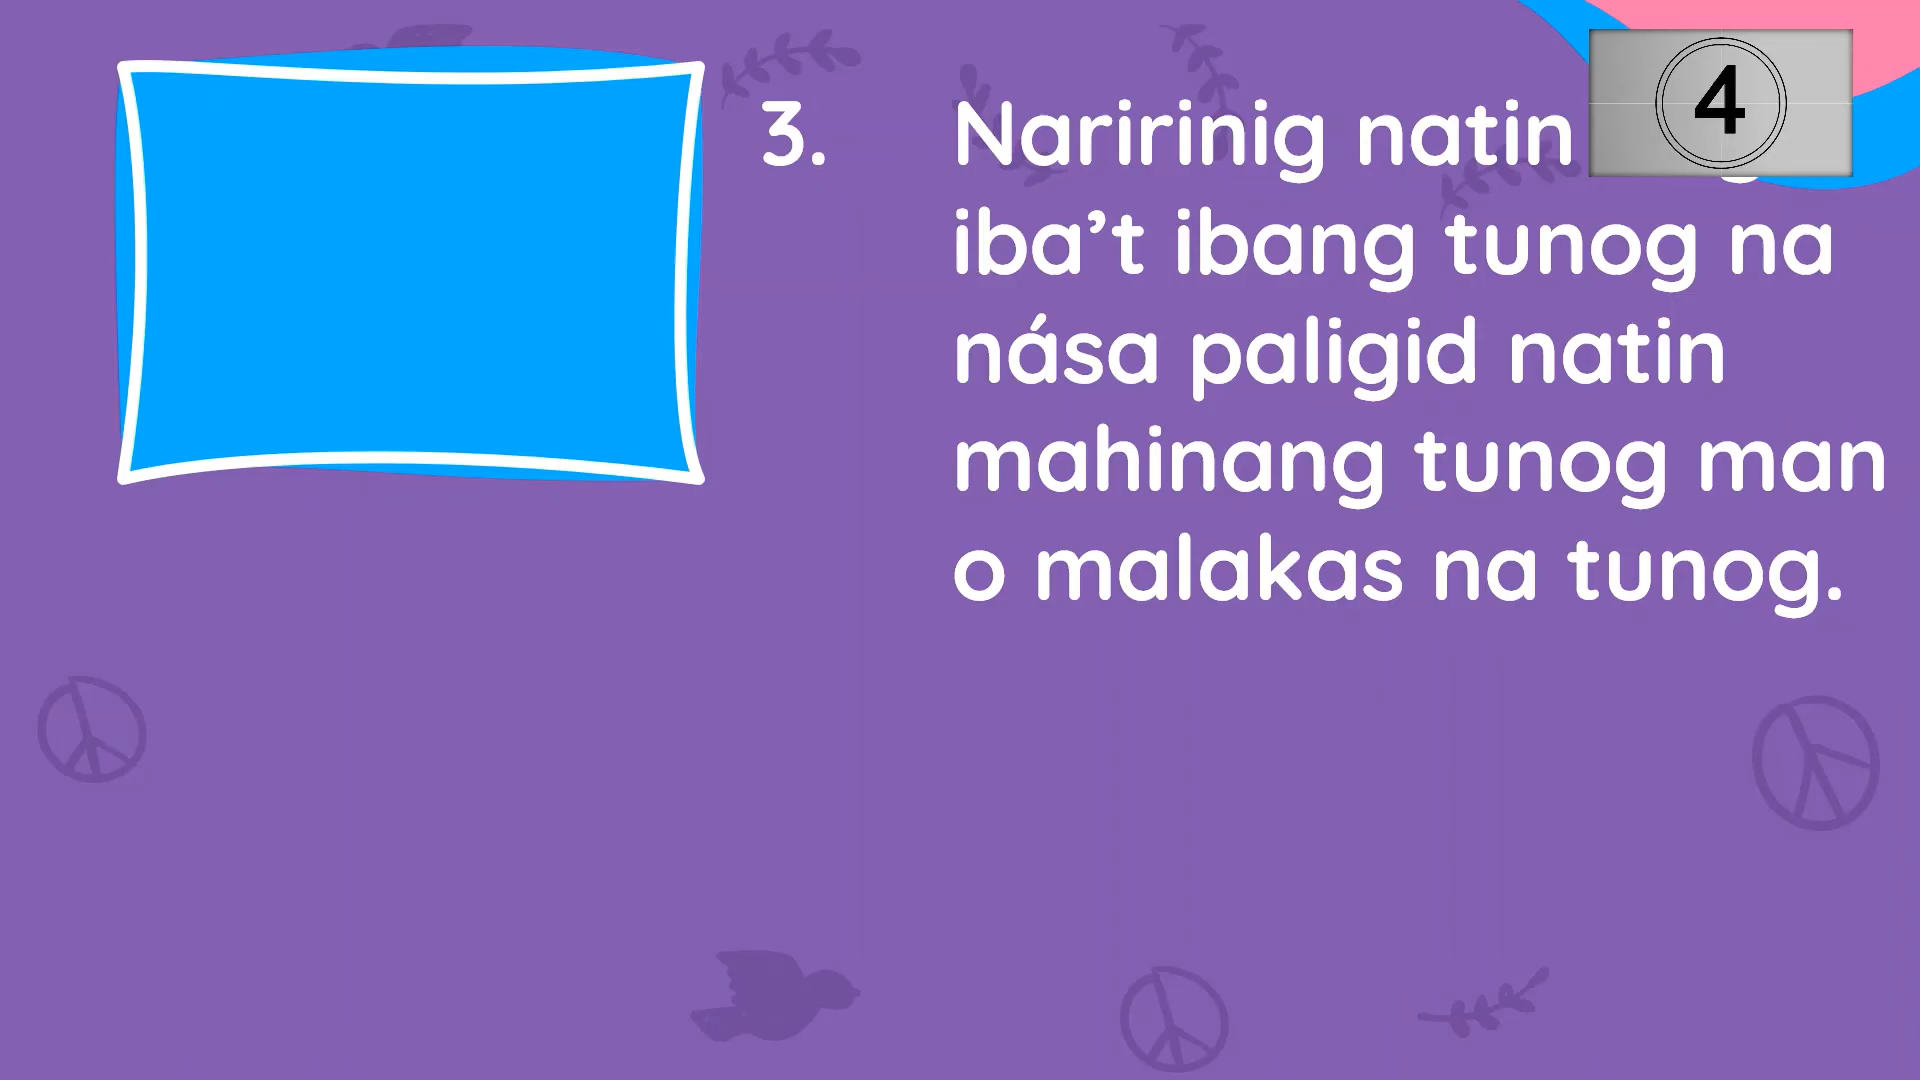 4
3. Naririnig natin
iba’t ibang tunog na
nása paligid natin
mahinang tunog man
o malakas na tunog.